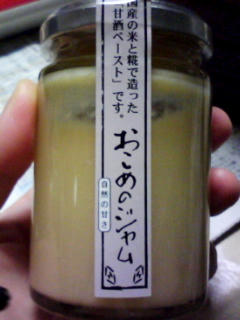 国産の米と糀で造った
「甘酒ペースト」です。
おこめのジャム
自然の甘さ